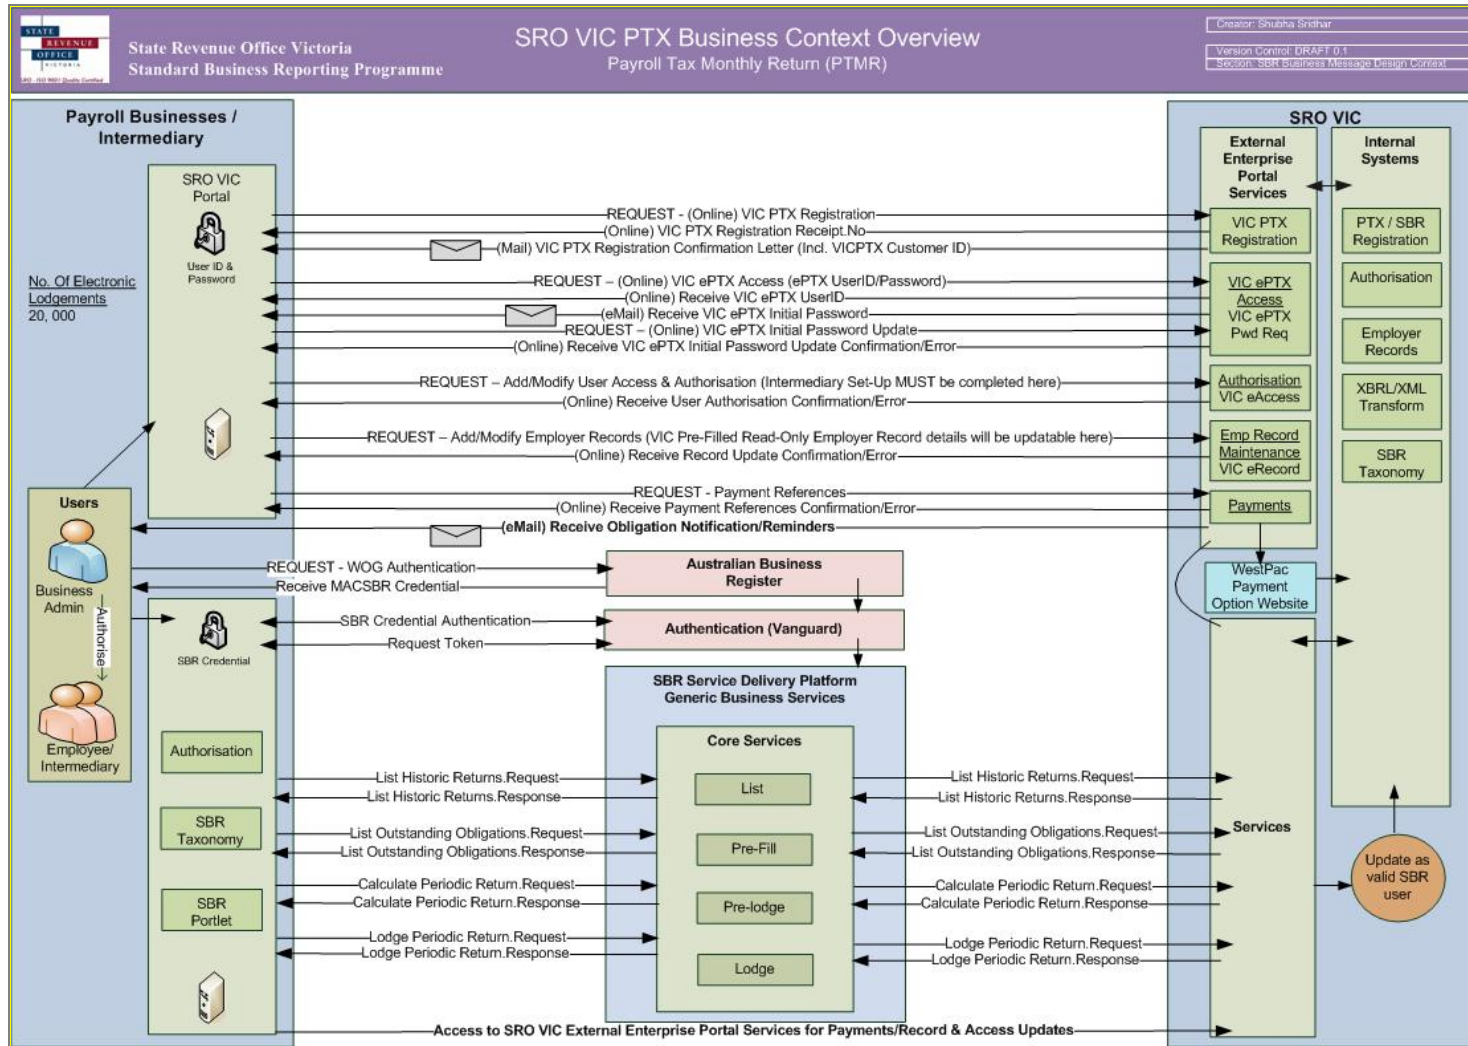 STATE
REVENUE
OFFICE
VICTORIA
SRO - ISO 9001 Quality Certified
State Revenue Office Victoria
Standard Business Reporting Programme
SRO VIC PTX Business Context Overview
Payroll Tax Monthly Return (PTMR)
Creator: Shubha Sridhar
Version Control: DRAFT 0.1
Section: SBR Business Message Design Context
Payroll Businesses /
Intermediary
SRO VIC
Portal
User ID &
Password
No. Of Electronic
Lodgements
20, 000
Users
Business
Admin
Authorise
Employee/
Intermediary
SBR Credential
Authorisation
SBR
Taxonomy
SBR
Portlet
REQUEST - (Online) VIC PTX Registration
(Online) VIC PTX Registration Receipt.No
(Mail) VIC PTX Registration Confirmation Letter (Incl. VICPTX Customer ID)
REQUEST – (Online) VIC ePTX Access (ePTX UserID/Password)
(Online) Receive VIC ePTX UserID
(eMail) Receive VIC ePTX Initial Password
REQUEST – (Online) VIC ePTX Initial Password Update
(Online) Receive VIC ePTX Initial Password Update Confirmation/Error
REQUEST – Add/Modify User Access & Authorisation (Intermediary Set-Up MUST be completed here)
(Online) Receive User Authorisation Confirmation/Error
REQUEST – Add/Modify Employer Records (VIC Pre-Filled Read-Only Employer Record details will be updatable here)
(Online) Receive Record Update Confirmation/Error
REQUEST - Payment References
(Online) Receive Payment References Confirmation/Error
(eMail) Receive Obligation Notification/Reminders
REQUEST - WOG Authentication
Receive MACSBR Credential
SBR Credential Authentication
Request Token
Australian Business
Register
Authentication (Vanguard)
SBR Service Delivery Platform
Generic Business Services
Core Services
List
Pre-Fill
Pre-lodge
Lodge
List Historic Returns.Request
List Historic Returns.Response
List Outstanding Obligations.Request
List Outstanding Obligations.Response
Calculate Periodic Return.Request
Calculate Periodic Return.Response
Lodge Periodic Return.Request
Lodge Periodic Return.Response
List Historic Returns.Request
List Historic Returns.Response
List Outstanding Obligations.Request
List Outstanding Obligations.Response
Calculate Periodic Return.Request
Calculate Periodic Return.Response
Lodge Periodic Return.Request
Lodge Periodic Return.Response
Access to SRO VIC External Enterprise Portal Services for Payments/Record & Access Updates
SRO VIC
External
Enterprise
Portal
Services
VIC PTX
Registration
VIC ePTX
Access
VIC ePTX
Pwd Req
Authorisation
VIC eAccess
Emp Record
Maintenance
VIC eRecord
Payments
WestPac
Payment
Option Website
Services
Internal
Systems
PTX / SBR
Registration
Authorisation
Employer
Records
XBRL/XML
Transform
SBR
Taxonomy
Update as
valid SBR
user